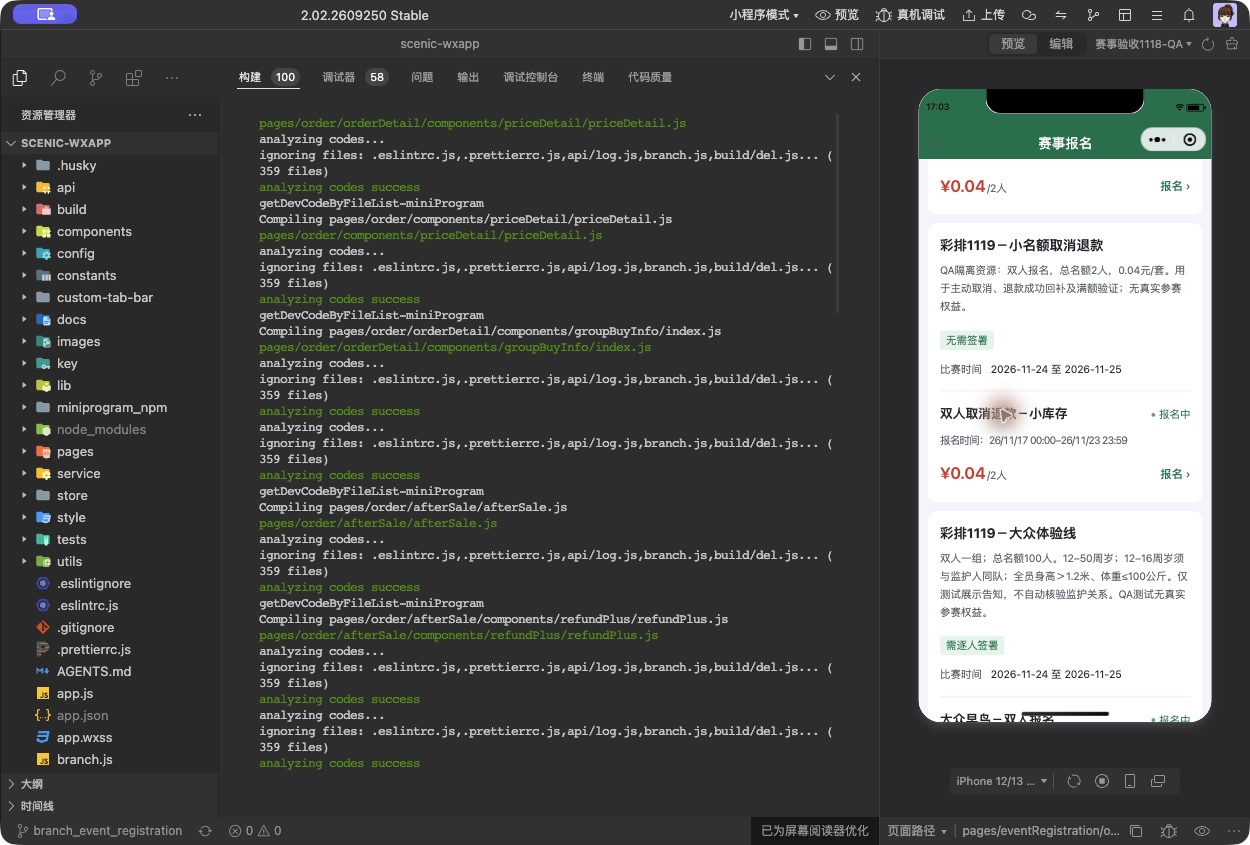 2.02.2609250 Stable
小程序模式
预览
真机调试
上传
scenic-wxapp
预览
编辑
赛事验收1118-QA
构建 100
调试器 58
问题
输出
调试控制台
终端
代码质量
资源管理器
SCENIC-WXAPP
.husky
api
build
components
config
constants
custom-tab-bar
docs
images
key
lib
miniprogram_npm
node_modules
pages
service
store
style
tests
utils
.eslintignore
.eslintrc.js
.gitignore
.prettierrc.js
AGENTS.md
app.js
app.json
app.wxss
branch.js
大纲
时间线
pages/order/orderDetail/components/priceDetail/priceDetail.js
analyzing codes...
ignoring files: .eslintrc.js,.prettierrc.js,api/log.js,branch.js,build/del.js... (
359 files)
analyzing codes success
getDevCodeByFileList-miniProgram
Compiling pages/order/components/priceDetail/priceDetail.js
pages/order/components/priceDetail/priceDetail.js
analyzing codes...
ignoring files: .eslintrc.js,.prettierrc.js,api/log.js,branch.js,build/del.js... (
359 files)
analyzing codes success
getDevCodeByFileList-miniProgram
Compiling pages/order/orderDetail/components/groupBuyInfo/index.js
pages/order/orderDetail/components/groupBuyInfo/index.js
analyzing codes...
ignoring files: .eslintrc.js,.prettierrc.js,api/log.js,branch.js,build/del.js... (
359 files)
analyzing codes success
analyzing codes...
ignoring files: .eslintrc.js,.prettierrc.js,api/log.js,branch.js,build/del.js... (
359 files)
analyzing codes success
getDevCodeByFileList-miniProgram
Compiling pages/order/afterSale/afterSale.js
pages/order/afterSale/afterSale.js
analyzing codes...
ignoring files: .eslintrc.js,.prettierrc.js,api/log.js,branch.js,build/del.js... (
359 files)
analyzing codes success
getDevCodeByFileList-miniProgram
Compiling pages/order/afterSale/components/refundPlus/refundPlus.js
pages/order/afterSale/components/refundPlus/refundPlus.js
analyzing codes...
ignoring files: .eslintrc.js,.prettierrc.js,api/log.js,branch.js,build/del.js... (
359 files)
analyzing codes success
analyzing codes...
ignoring files: .eslintrc.js,.prettierrc.js,api/log.js,branch.js,build/del.js... (
359 files)
analyzing codes success
17:03
赛事报名
¥0.04/2人 报名 ›
彩排1119－小名额取消退款
QA隔离资源：双人报名，总名额2人，0.04元/套。用
于主动取消、退款成功回补及满额验证；无真实参赛
权益。
无需签署
比赛时间 2026-11-24 至 2026-11-25
双人取消退款－小库存 • 报名中
报名时间：26/11/17 00:00–26/11/23 23:59
¥0.04/2人 报名 ›
彩排1119－大众体验线
双人一组；总名额100人。12–50周岁；12–16周岁须
与监护人同队；全员身高＞1.2米、体重≤100公斤。仅
测试展示告知，不自动核验监护关系。QA测试无真实
参赛权益。
需逐人签署
比赛时间 2026-11-24 至 2026-11-25
大众早鸟－双人报名 • 报名中
iPhone 12/13 ...
branch_event_registration
0
0
已为屏幕阅读器优化
页面路径
pages/eventRegistration/o...